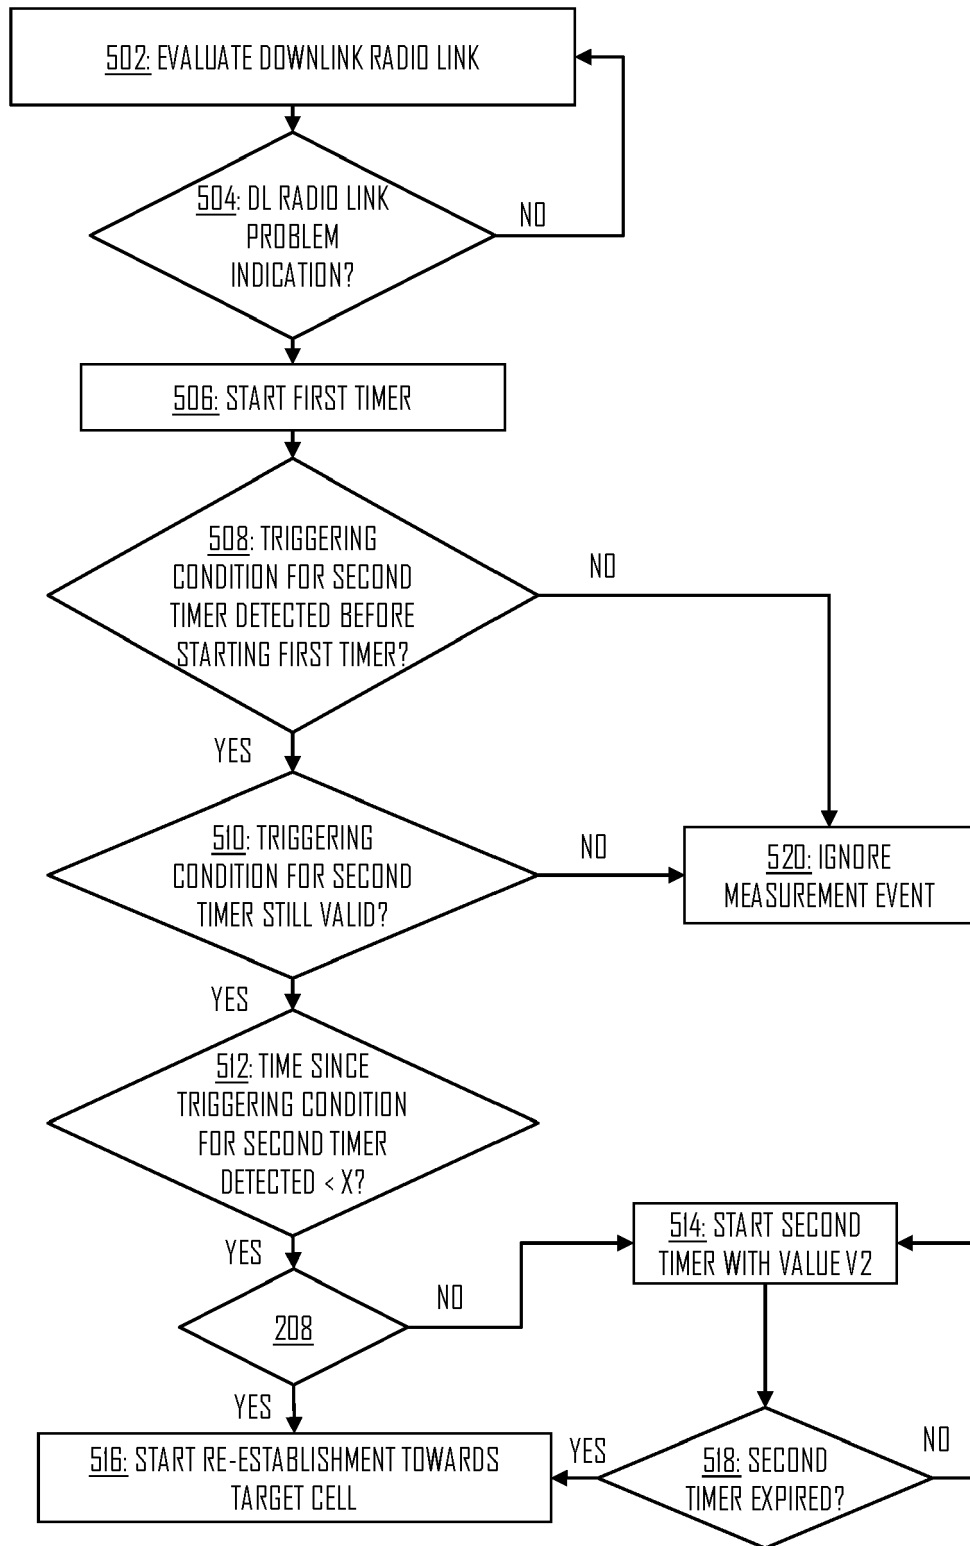 502: EVALUATE DOWNLINK RADIO LINK
504: DL RADIO LINK
PROBLEM
INDICATION?
NO
506: START FIRST TIMER
508: TRIGGERING
CONDITION FOR SECOND
TIMER DETECTED BEFORE
STARTING FIRST TIMER?
NO
YES
510: TRIGGERING
CONDITION FOR SECOND
TIMER STILL VALID?
NO
520: IGNORE
MEASUREMENT EVENT
YES
512: TIME SINCE
TRIGGERING CONDITION
FOR SECOND TIMER
DETECTED < X?
YES
208
NO
514: START SECOND
TIMER WITH VALUE V2
YES
516: START RE-ESTABLISHMENT TOWARDS
TARGET CELL
YES
518: SECOND
TIMER EXPIRED?
NO